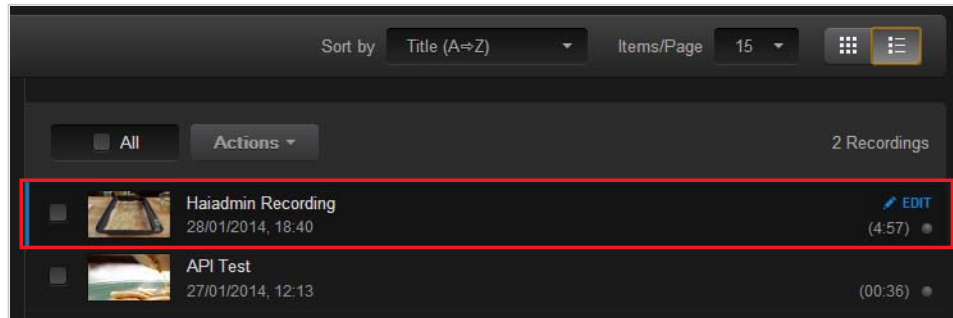 Sort by Title (A⇒Z) Items/Page 15
All Actions 2 Recordings
Haiadmin Recording EDIT
28/01/2014, 18:40 (4:57)
API Test
27/01/2014, 12:13 (00:36)